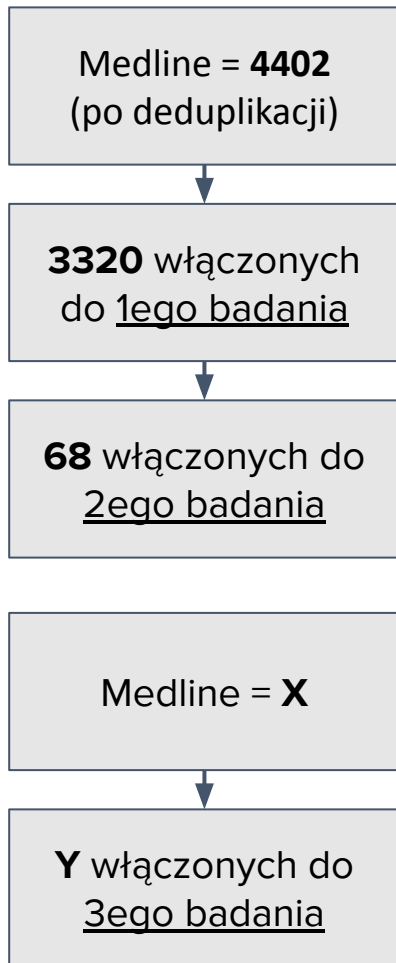 Medline = 4402
(po deduplikacji)
3320 włączonych
do 1ego badania
68 włączonych do
2ego badania
Medline = X
Y włączonych do
3ego badania